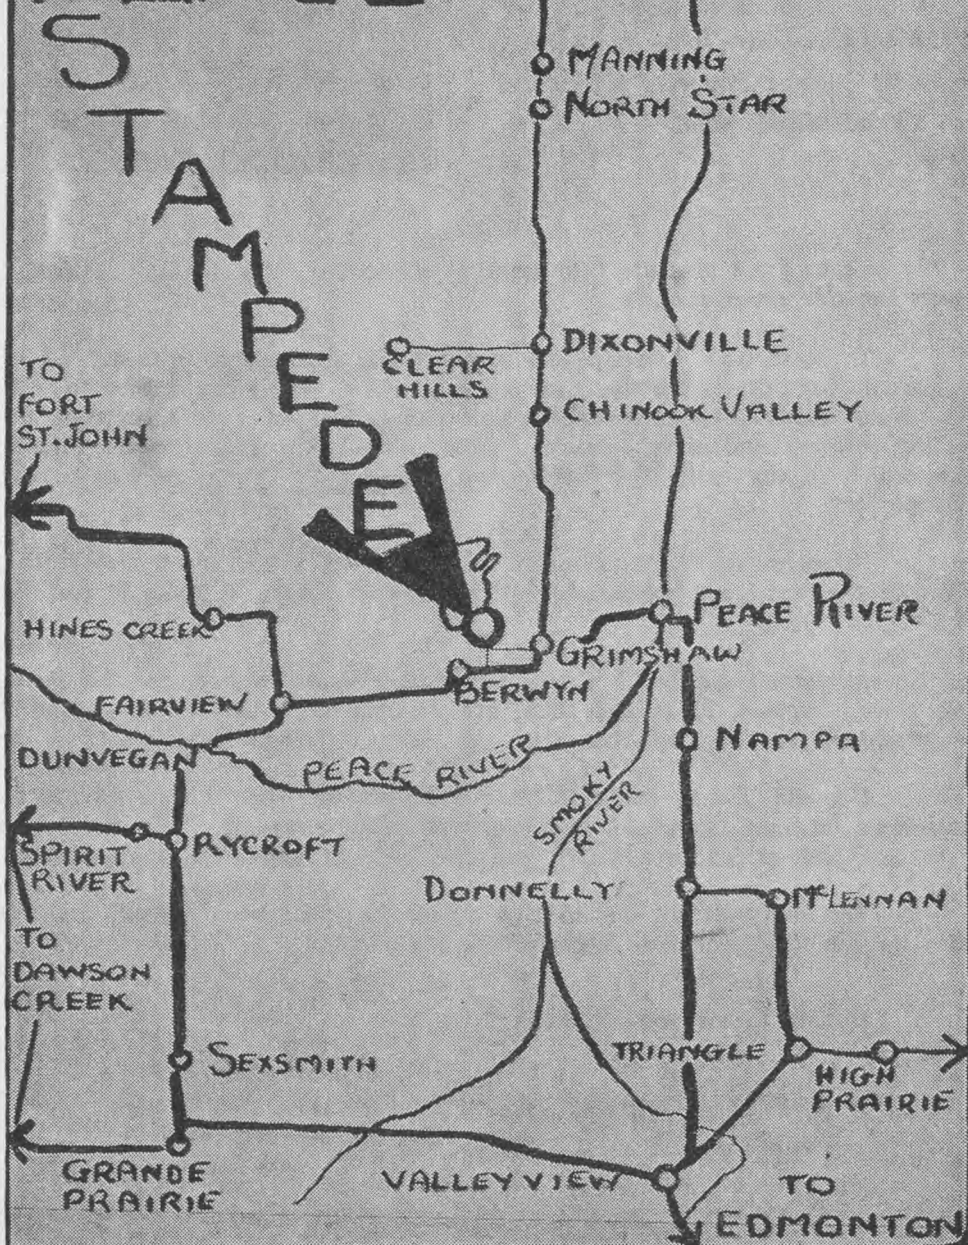 STAMPEDE
MANNING
NORTH STAR
DIXONVILLE
CLEAR
HILLS
CHINOOK VALLEY
TO
FORT
ST. JOHN
HINES CREEK
PEACE RIVER
GRIMSHAW
BERWYN
FAIRVIEW
DUNVEGAN
PEACE RIVER
NAMPA
SMOKY
RIVER
SPIRIT
RIVER
RYCROFT
DONNELLY
McLENNAN
TO
DAWSON
CREEK
SEXSMITH
TRIANGLE
HIGH
PRAIRIE
GRANDE
PRAIRIE
VALLEYVIEW
TO
EDMONTON